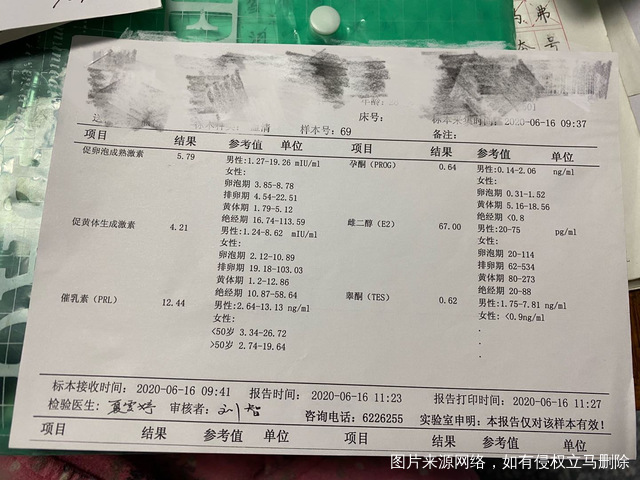 年龄:
床号:
样本号: 69
备注:
2020-06-16 09:37
项目 结果 参考值 单位 项目 结果 参考值 单位
促卵泡成熟激素 5.79 男性:1.27-19.26 mIU/ml 孕酮(PROG) 0.64 男性:0.14-2.06 ng/ml
女性: 女性:
卵泡期 3.85-8.78 卵泡期 0.31-1.52
排卵期 4.54-22.51 黄体期 5.16-18.56
黄体期 1.79-5.12 绝经期 <0.8
绝经期 16.74-113.59
促黄体生成激素 4.21 男性:1.24-8.62 mIU/ml 雌二醇(E2) 67.00 男性:20-75 pg/ml
女性: 女性:
卵泡期 2.12-10.89 卵泡期 20-114
排卵期 19.18-103.03 排卵期 62-534
黄体期 1.2-12.86 黄体期 80-273
绝经期 10.87-58.64 绝经期 20-88
催乳素(PRL) 12.44 男性:2.64-13.13 ng/ml 睾酮(TES) 0.62 男性:1.75-7.81 ng/ml
女性: 女性: <0.9ng/ml
<50岁 3.34-26.72
>50岁 2.74-19.64
标本接收时间: 2020-06-16 09:41 报告时间: 2020-06-16 11:23 报告打印时间: 2020-06-16 11:27
检验医生: 审核者: 咨询电话: 6226255 实验室申明: 本报告仅对该样本有效!
项目 结果 参考值 单位 项目 结果 参考值 单位
图片来源网络，如有侵权立马删除